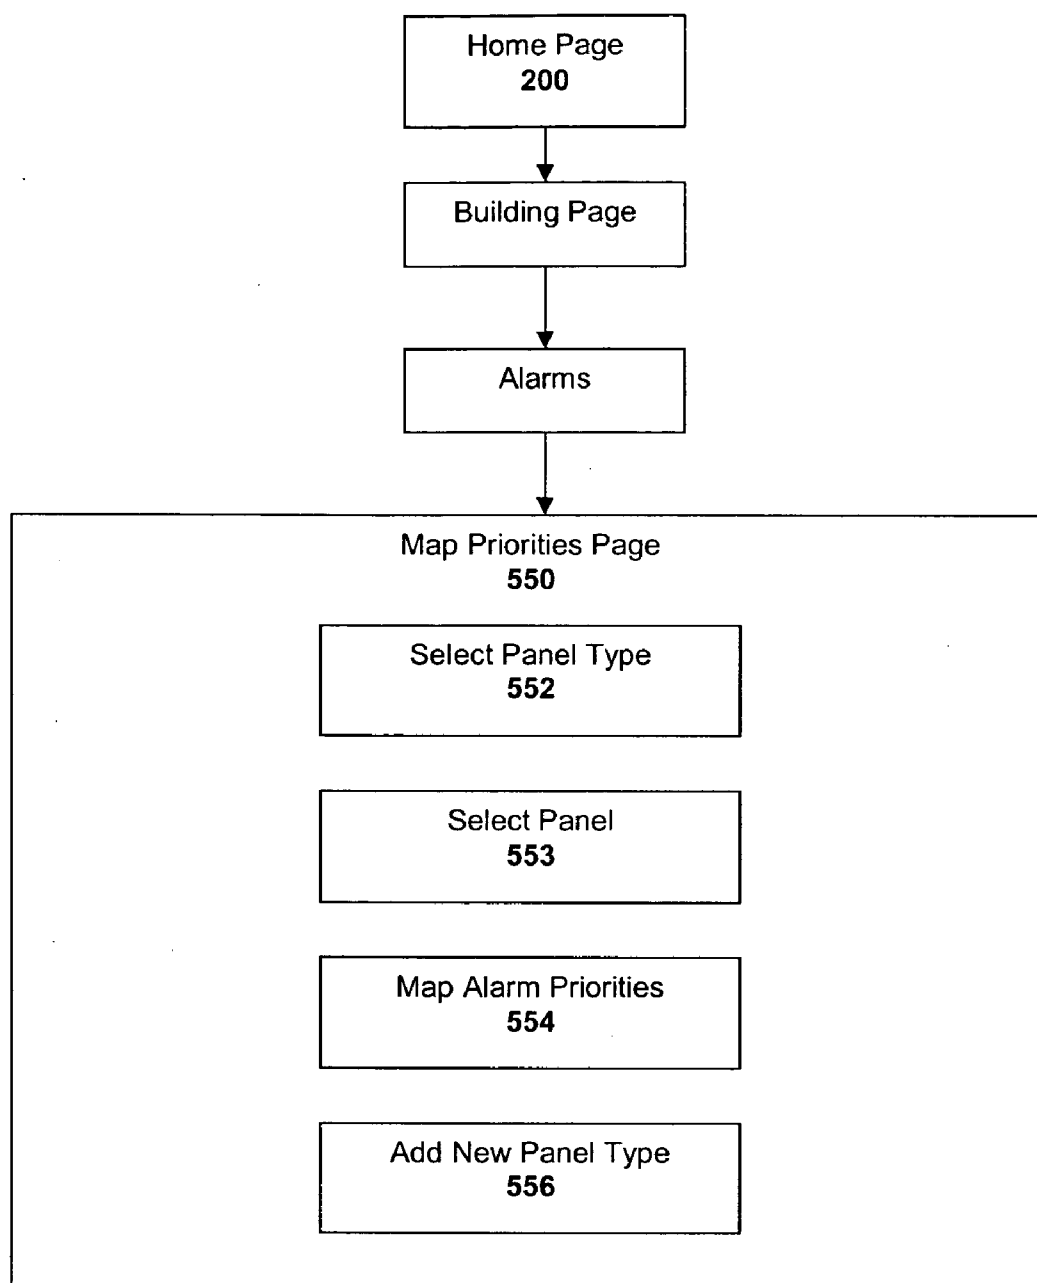 Home Page
200
Building Page
Alarms
Map Priorities Page
550
Select Panel Type
552
Select Panel
553
Map Alarm Priorities
554
Add New Panel Type
556